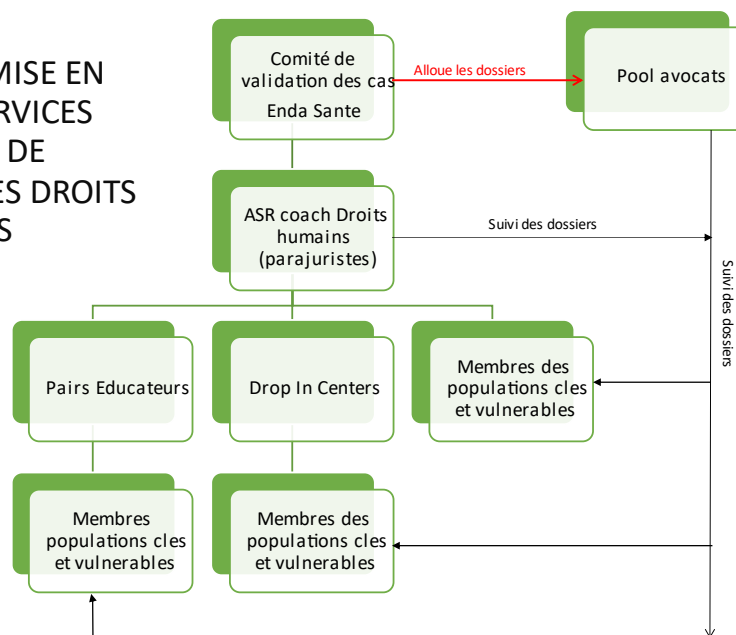 MISE EN
RVICES
DE
ES DROITS
S
Comité de
validation des cas
Enda Sante
Alloue les dossiers
Pool avocats
ASR coach Droits
humains
(parajuristes)
Suivi des dossiers
Suivi des dossiers
Pairs Educateurs
Drop In Centers
Membres des
populations cles
et vulnerables
Membres
populations cles
et vulnerables
Membres des
populations cles
et vulnerables